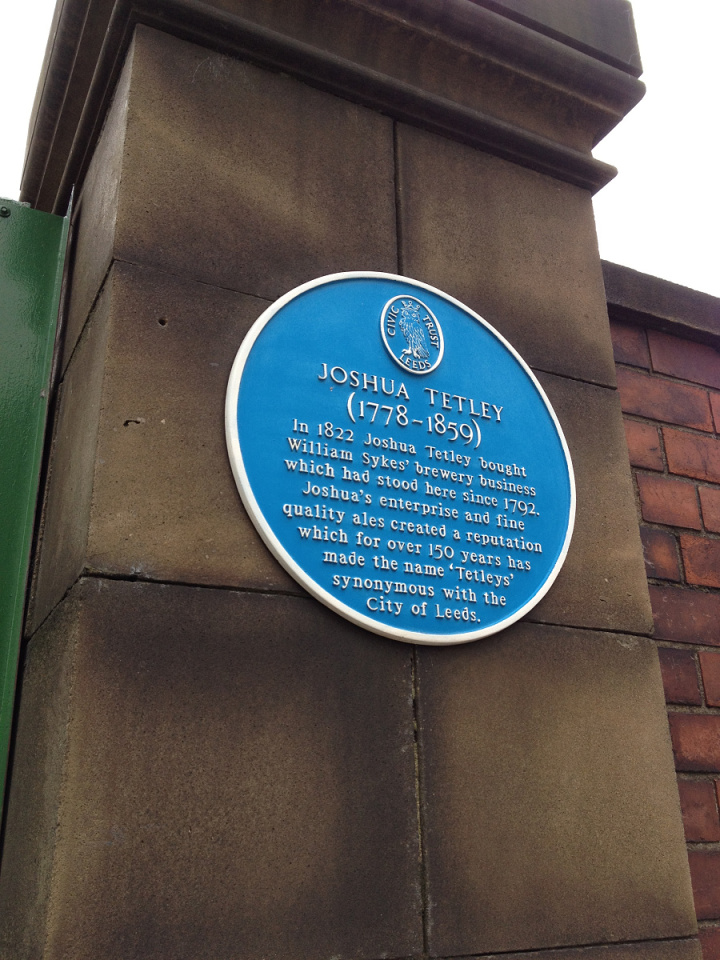 CIVIC TRUST
LEEDS
JOSHUA TETLEY
(1778-1859)
In 1822 Joshua Tetley bought
William Sykes' brewery business
which had stood here since 1792.
Joshua's enterprise and fine
quality ales created a reputation
which for over 150 years has
made the name 'Tetleys'
synonymous with the
City of Leeds.